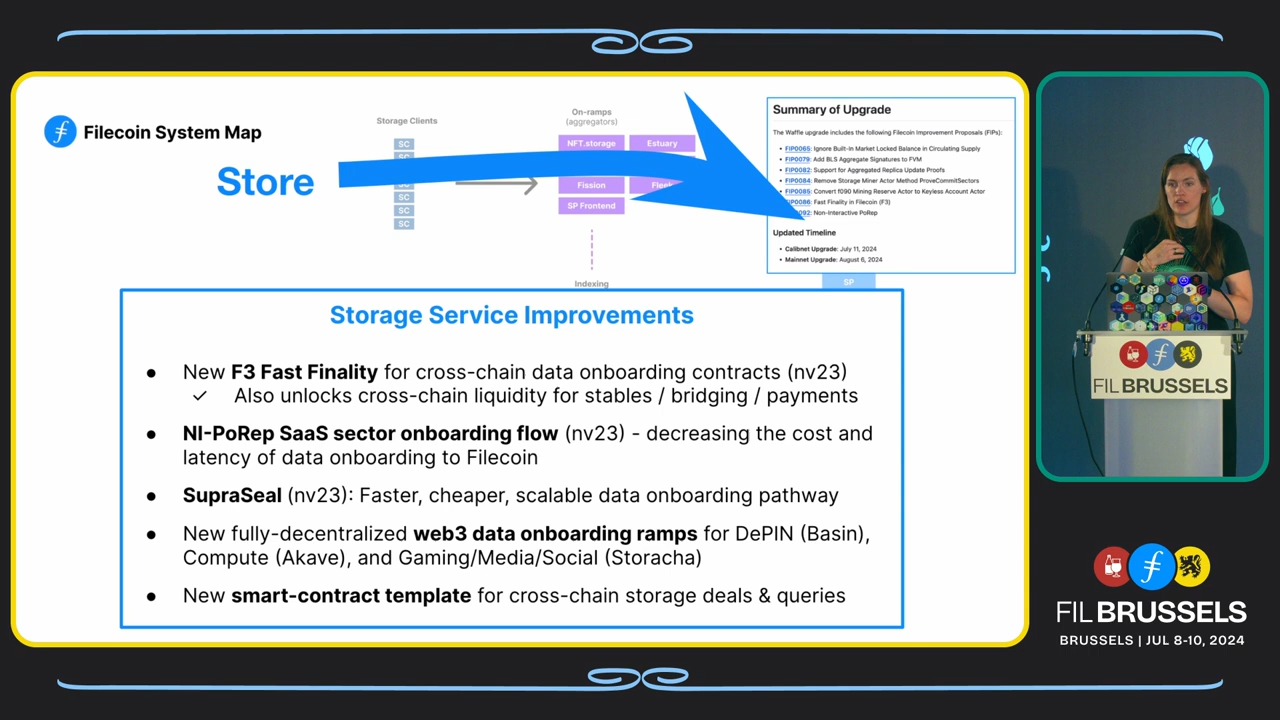 Filecoin System Map
Store
Storage Clients
SC
SC
SC
SC
SC
On-ramps
(aggregators)
NFT.storage
Estuary
Fission
SP Frontend
Indexing
Summary of Upgrade
The Waffle upgrade includes the following Filecoin Improvement Proposals (FIPs):
• FIP0065: Ignore Built-in Market Locked Balance in Circulating Supply
• FIP0079: Add BLS Aggregate Signatures to FVM
• FIP0082: Support for Aggregated Replica Update Proofs
• FIP0084: Remove Storage Miner Actor Method ProveCommitSectors
• FIP0085: Convert f090 Mining Reserve Actor to Keyless Account Actor
• FIP0086: Fast Finality in Filecoin (F3)
0092: Non-Interactive PoRep
Updated Timeline
• Calibnet Upgrade: July 11, 2024
• Mainnet Upgrade: August 6, 2024
SP
Storage Service Improvements
● New F3 Fast Finality for cross-chain data onboarding contracts (nv23)
✓ Also unlocks cross-chain liquidity for stables / bridging / payments
● NI-PoRep SaaS sector onboarding flow (nv23) - decreasing the cost and
latency of data onboarding to Filecoin
● SupraSeal (nv23): Faster, cheaper, scalable data onboarding pathway
● New fully-decentralized web3 data onboarding ramps for DePIN (Basin),
Compute (Akave), and Gaming/Media/Social (Storacha)
● New smart-contract template for cross-chain storage deals & queries
FIL BRUSSELS
FIL BRUSSELS
BRUSSELS | JUL 8-10, 2024